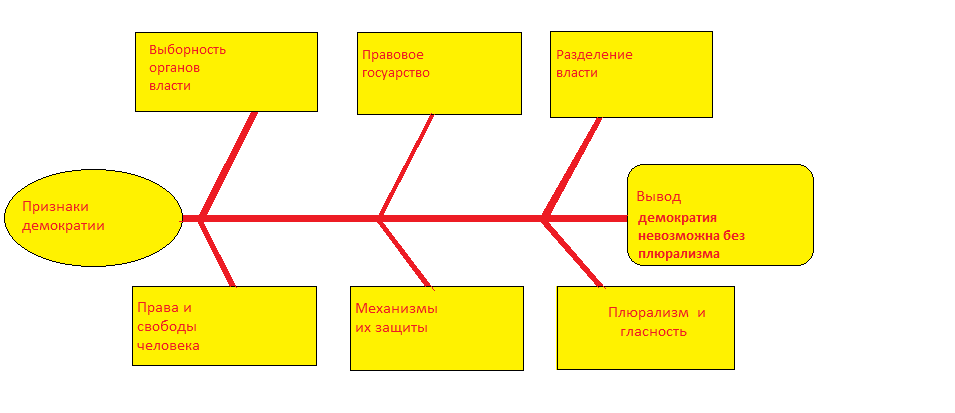 Выборность
органов
власти
Правовое
госуарство
Разделение
власти
Признаки
демократии
Вывод
демократия
невозможна без
плюрализма
Права и
свободы
человека
Механизмы
их защиты
Плюрализм и
гласность